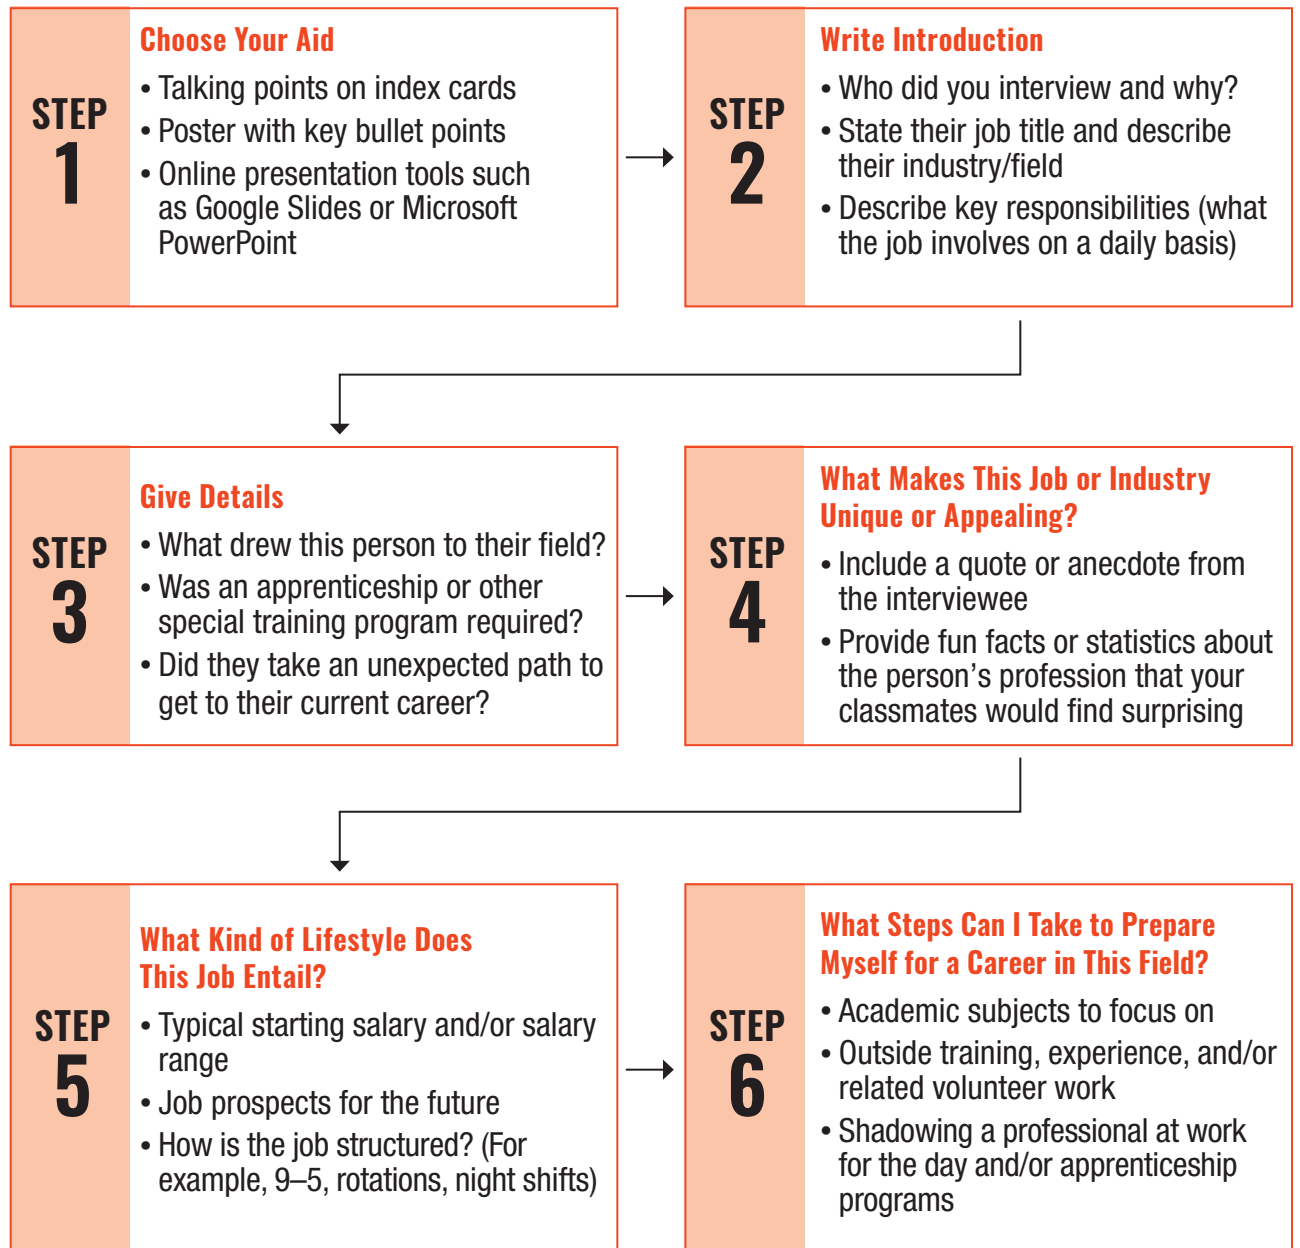 STEP
1
Choose Your Aid
• Talking points on index cards
• Poster with key bullet points
• Online presentation tools such
as Google Slides or Microsoft
PowerPoint
STEP
2
Write Introduction
• Who did you interview and why?
• State their job title and describe
their industry/field
• Describe key responsibilities (what
the job involves on a daily basis)
STEP
3
Give Details
• What drew this person to their field?
• Was an apprenticeship or other
special training program required?
• Did they take an unexpected path to
get to their current career?
STEP
4
What Makes This Job or Industry
Unique or Appealing?
• Include a quote or anecdote from
the interviewee
• Provide fun facts or statistics about
the person’s profession that your
classmates would find surprising
STEP
5
What Kind of Lifestyle Does
This Job Entail?
• Typical starting salary and/or salary
range
• Job prospects for the future
• How is the job structured? (For
example, 9–5, rotations, night shifts)
STEP
6
What Steps Can I Take to Prepare
Myself for a Career in This Field?
• Academic subjects to focus on
• Outside training, experience, and/or
related volunteer work
• Shadowing a professional at work
for the day and/or apprenticeship
programs